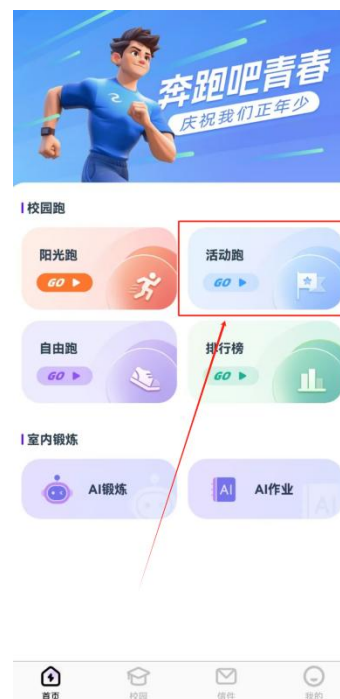 奔跑吧青春
庆祝我们正年少
校园跑
阳光跑
GO
活动跑
GO
自由跑
GO
排行榜
GO
室内锻炼
AI锻炼
AI
AI作业
AI
首页
校园
信件
我的